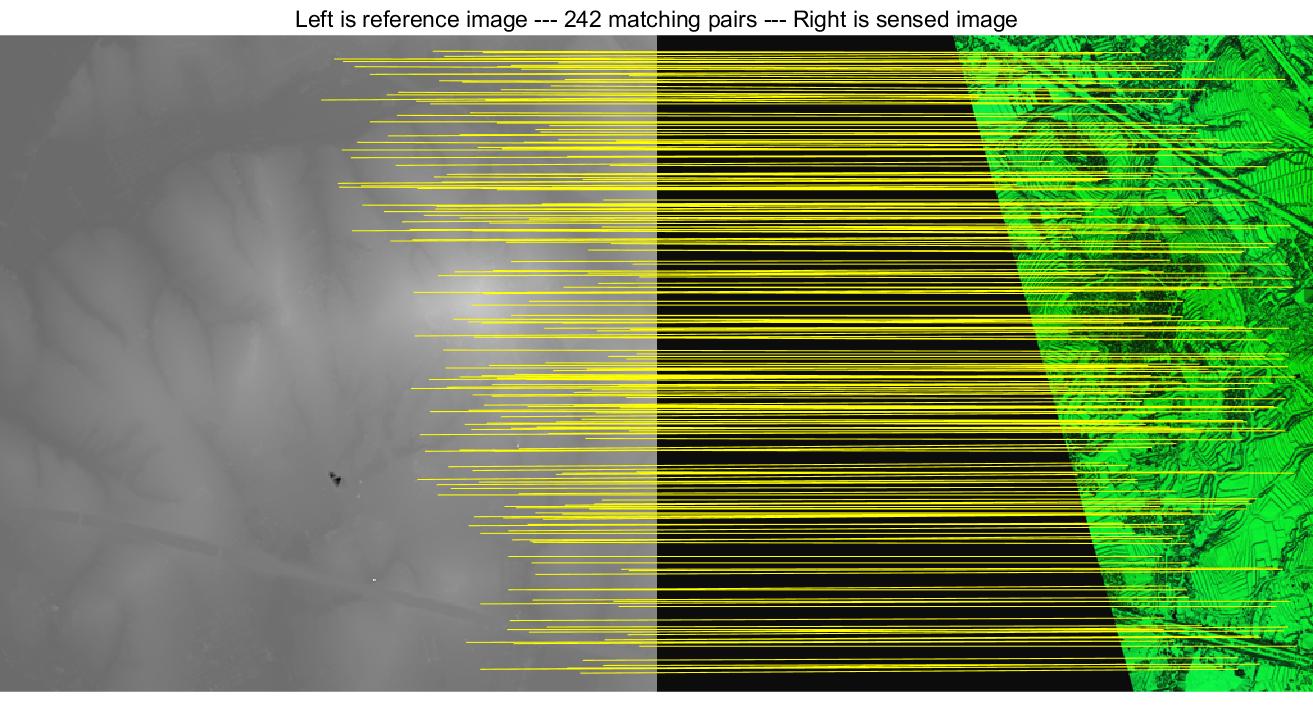 Left is reference image --- 242 matching pairs --- Right is sensed image